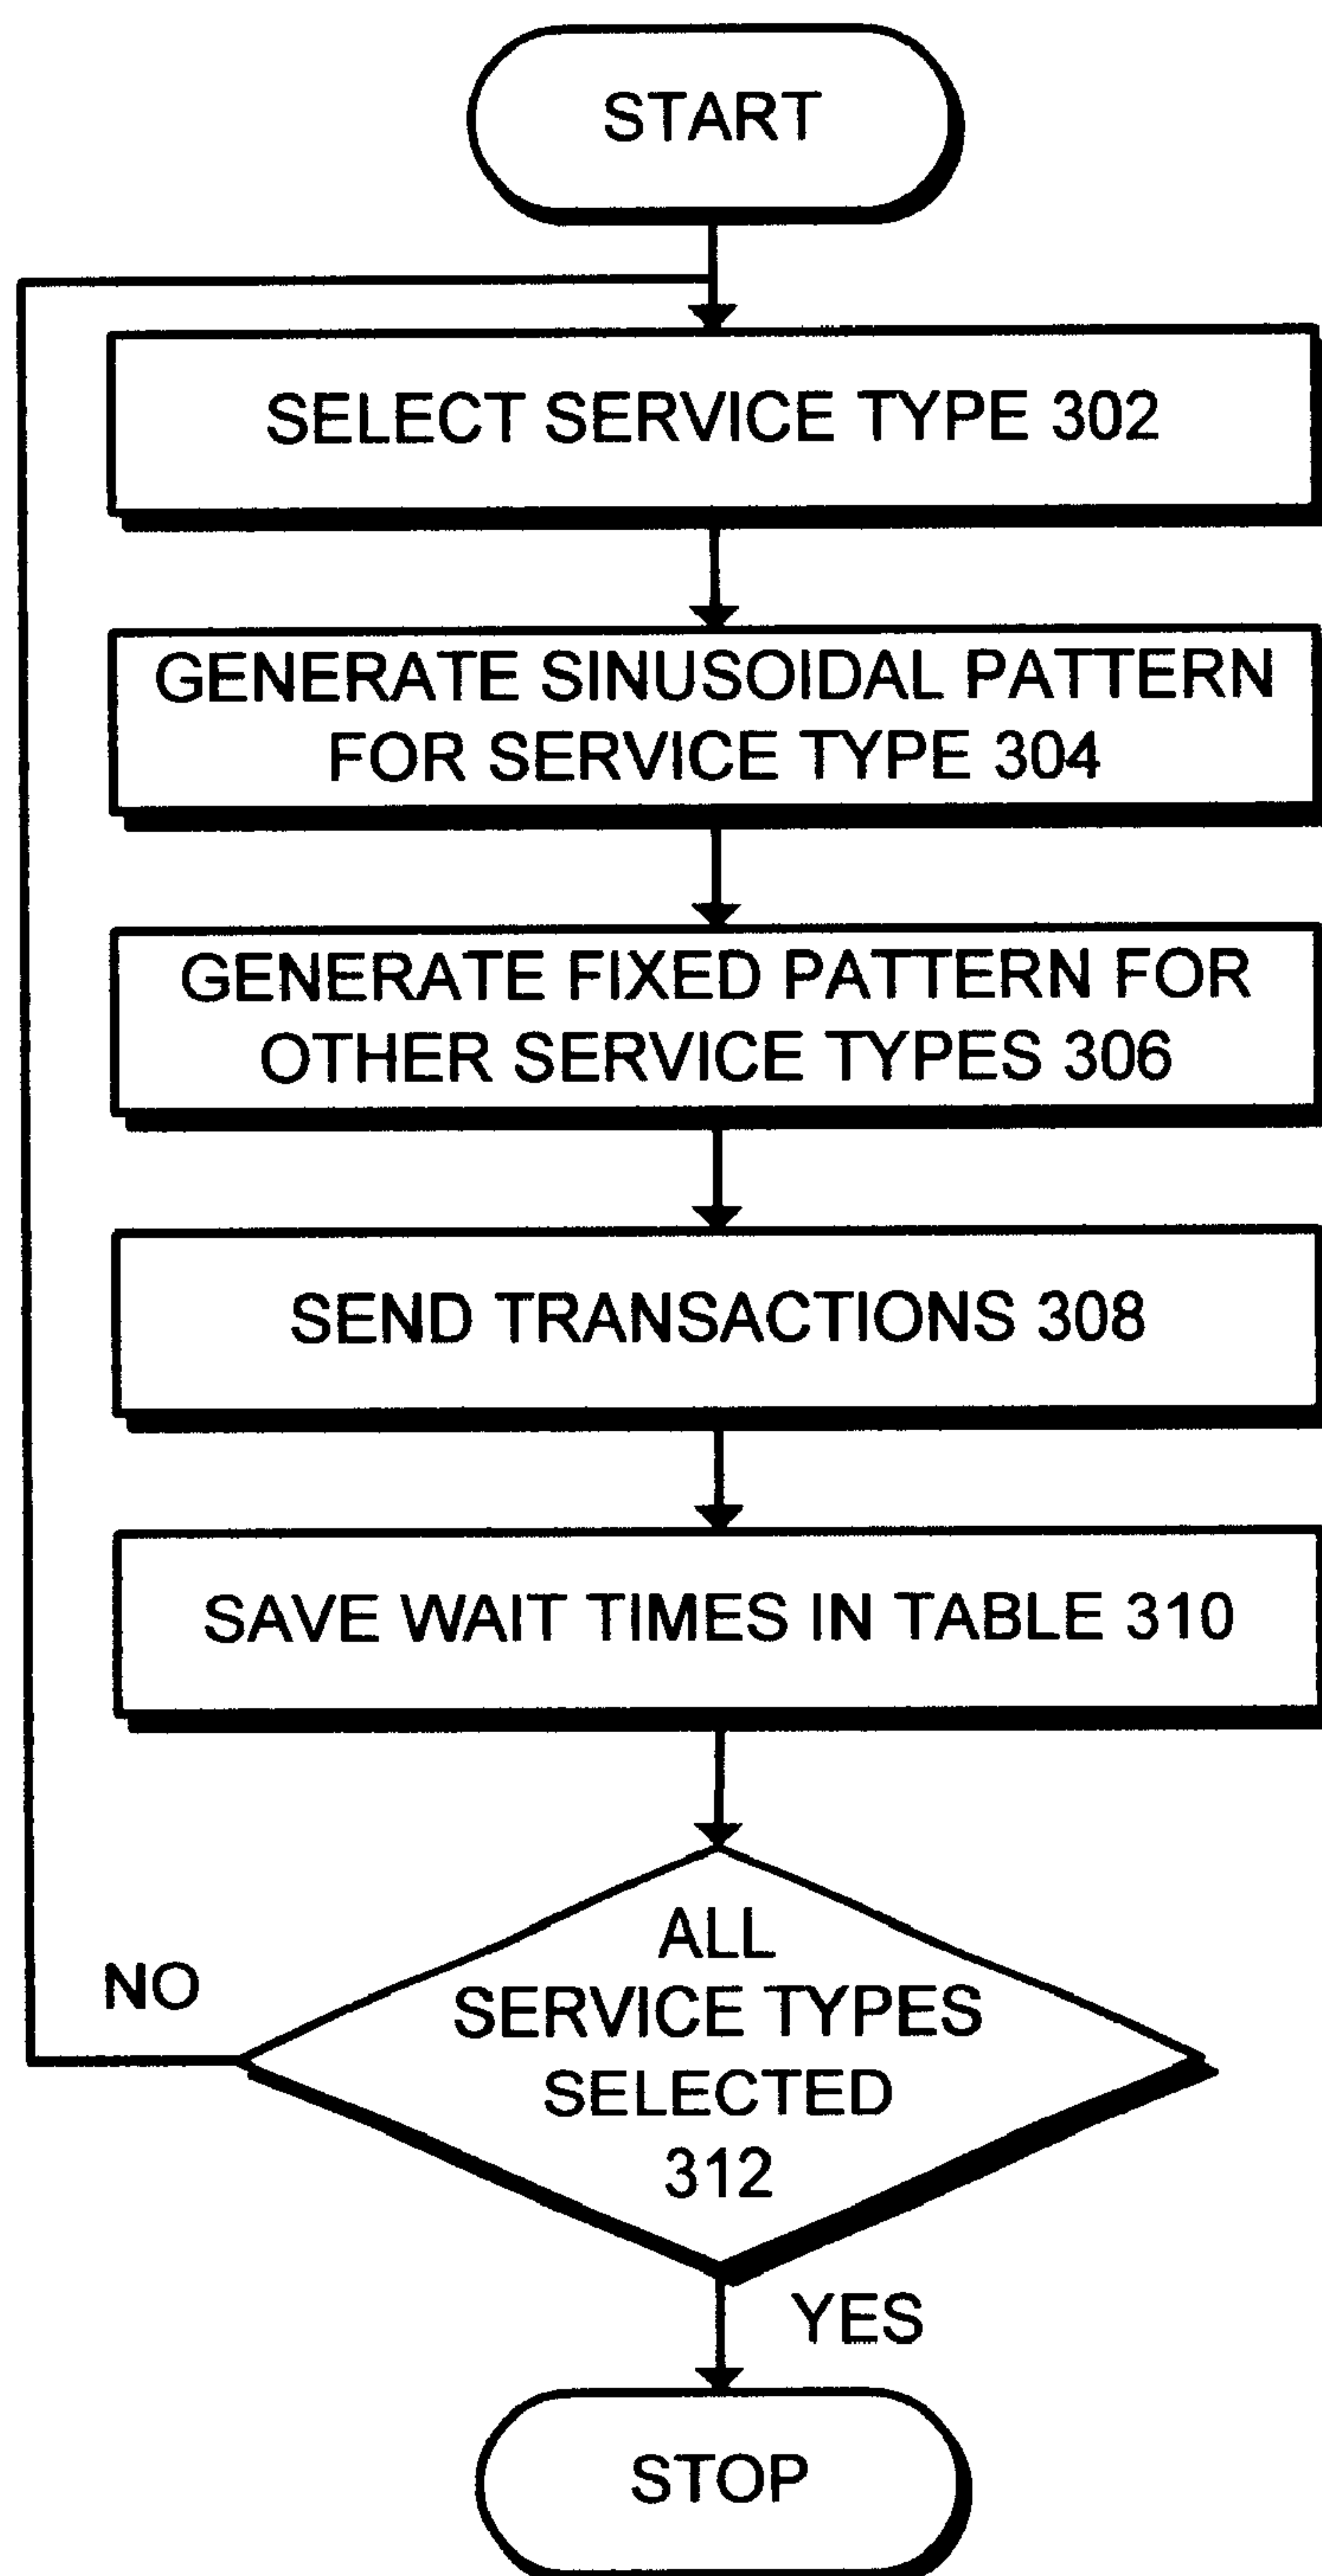 START
SELECT SERVICE TYPE 302
GENERATE SINUSOIDAL PATTERN
FOR SERVICE TYPE 304
GENERATE FIXED PATTERN FOR
OTHER SERVICE TYPES 306
SEND TRANSACTIONS 308
SAVE WAIT TIMES IN TABLE 310
ALL
SERVICE TYPES
SELECTED
312
NO
YES
STOP